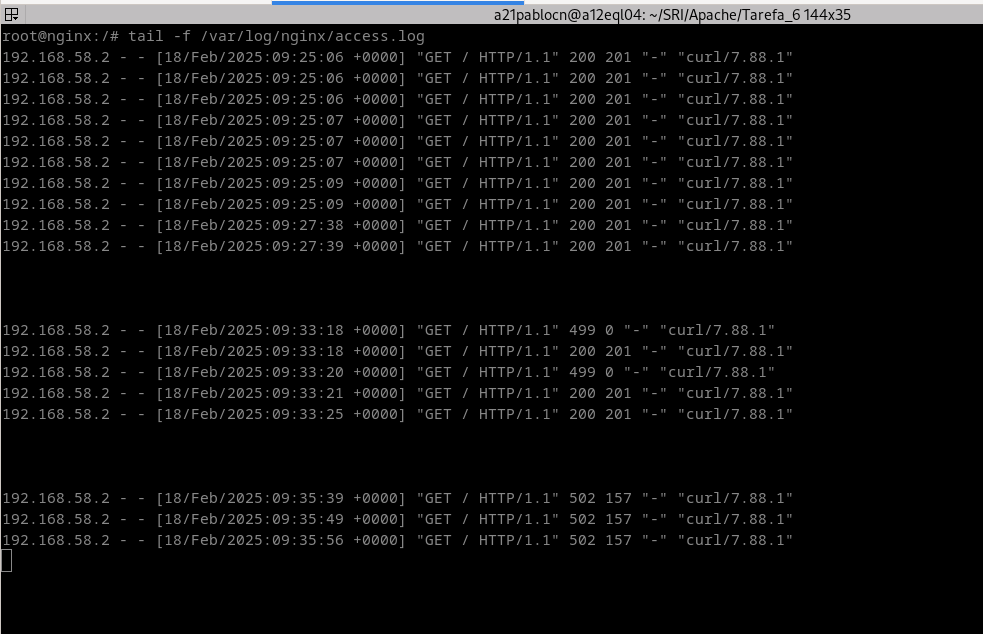 a21pablocn@a12eql04: ~/SRI/Apache/Tarefa_6 144x35
root@nginx:/# tail -f /var/log/nginx/access.log
192.168.58.2 - - [18/Feb/2025:09:25:06 +0000] "GET / HTTP/1.1" 200 201 "-" "curl/7.88.1"
192.168.58.2 - - [18/Feb/2025:09:25:06 +0000] "GET / HTTP/1.1" 200 201 "-" "curl/7.88.1"
192.168.58.2 - - [18/Feb/2025:09:25:06 +0000] "GET / HTTP/1.1" 200 201 "-" "curl/7.88.1"
192.168.58.2 - - [18/Feb/2025:09:25:07 +0000] "GET / HTTP/1.1" 200 201 "-" "curl/7.88.1"
192.168.58.2 - - [18/Feb/2025:09:25:07 +0000] "GET / HTTP/1.1" 200 201 "-" "curl/7.88.1"
192.168.58.2 - - [18/Feb/2025:09:25:07 +0000] "GET / HTTP/1.1" 200 201 "-" "curl/7.88.1"
192.168.58.2 - - [18/Feb/2025:09:25:09 +0000] "GET / HTTP/1.1" 200 201 "-" "curl/7.88.1"
192.168.58.2 - - [18/Feb/2025:09:25:09 +0000] "GET / HTTP/1.1" 200 201 "-" "curl/7.88.1"
192.168.58.2 - - [18/Feb/2025:09:27:38 +0000] "GET / HTTP/1.1" 200 201 "-" "curl/7.88.1"
192.168.58.2 - - [18/Feb/2025:09:27:39 +0000] "GET / HTTP/1.1" 200 201 "-" "curl/7.88.1"
192.168.58.2 - - [18/Feb/2025:09:33:18 +0000] "GET / HTTP/1.1" 499 0 "-" "curl/7.88.1"
192.168.58.2 - - [18/Feb/2025:09:33:18 +0000] "GET / HTTP/1.1" 200 201 "-" "curl/7.88.1"
192.168.58.2 - - [18/Feb/2025:09:33:20 +0000] "GET / HTTP/1.1" 499 0 "-" "curl/7.88.1"
192.168.58.2 - - [18/Feb/2025:09:33:21 +0000] "GET / HTTP/1.1" 200 201 "-" "curl/7.88.1"
192.168.58.2 - - [18/Feb/2025:09:33:25 +0000] "GET / HTTP/1.1" 200 201 "-" "curl/7.88.1"
192.168.58.2 - - [18/Feb/2025:09:35:39 +0000] "GET / HTTP/1.1" 502 157 "-" "curl/7.88.1"
192.168.58.2 - - [18/Feb/2025:09:35:49 +0000] "GET / HTTP/1.1" 502 157 "-" "curl/7.88.1"
192.168.58.2 - - [18/Feb/2025:09:35:56 +0000] "GET / HTTP/1.1" 502 157 "-" "curl/7.88.1"